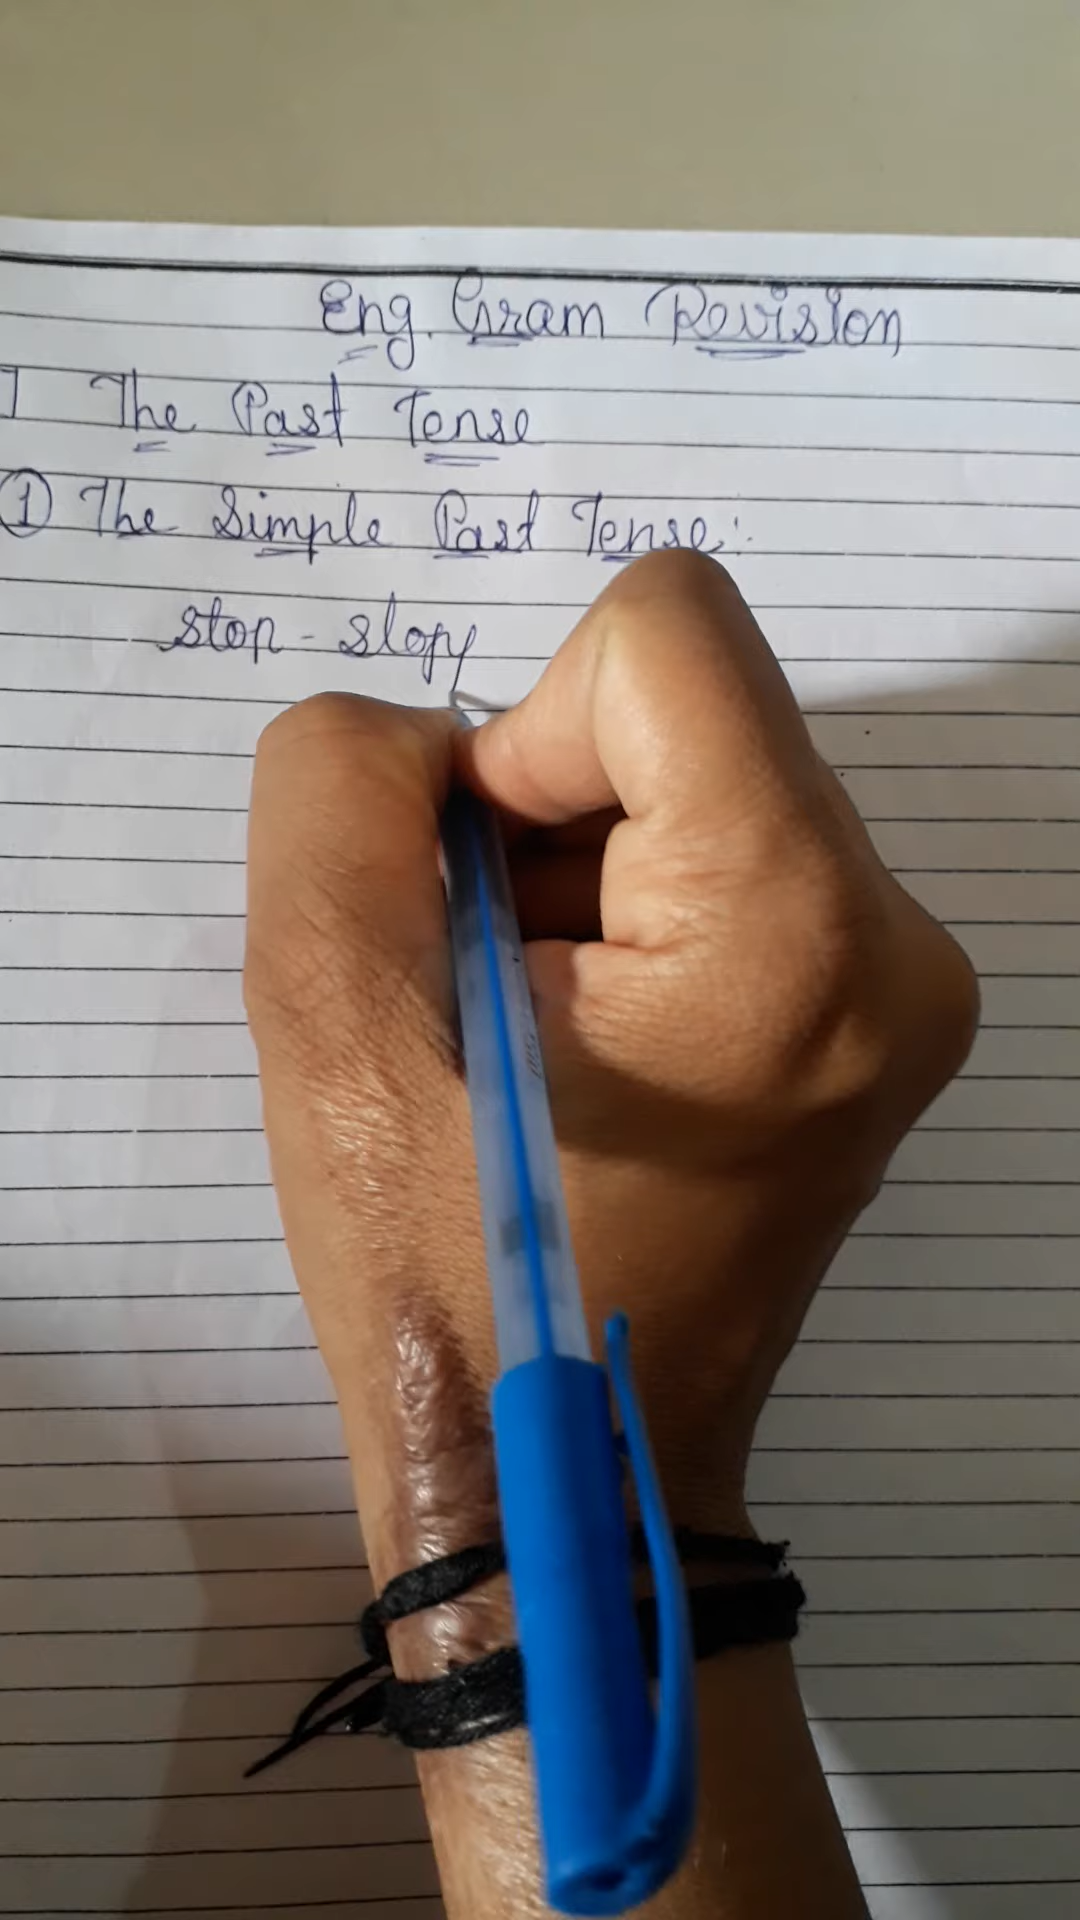 Eng. Gram Revision
I The Past Tense
① The Simple Past Tense:
stop - stopp